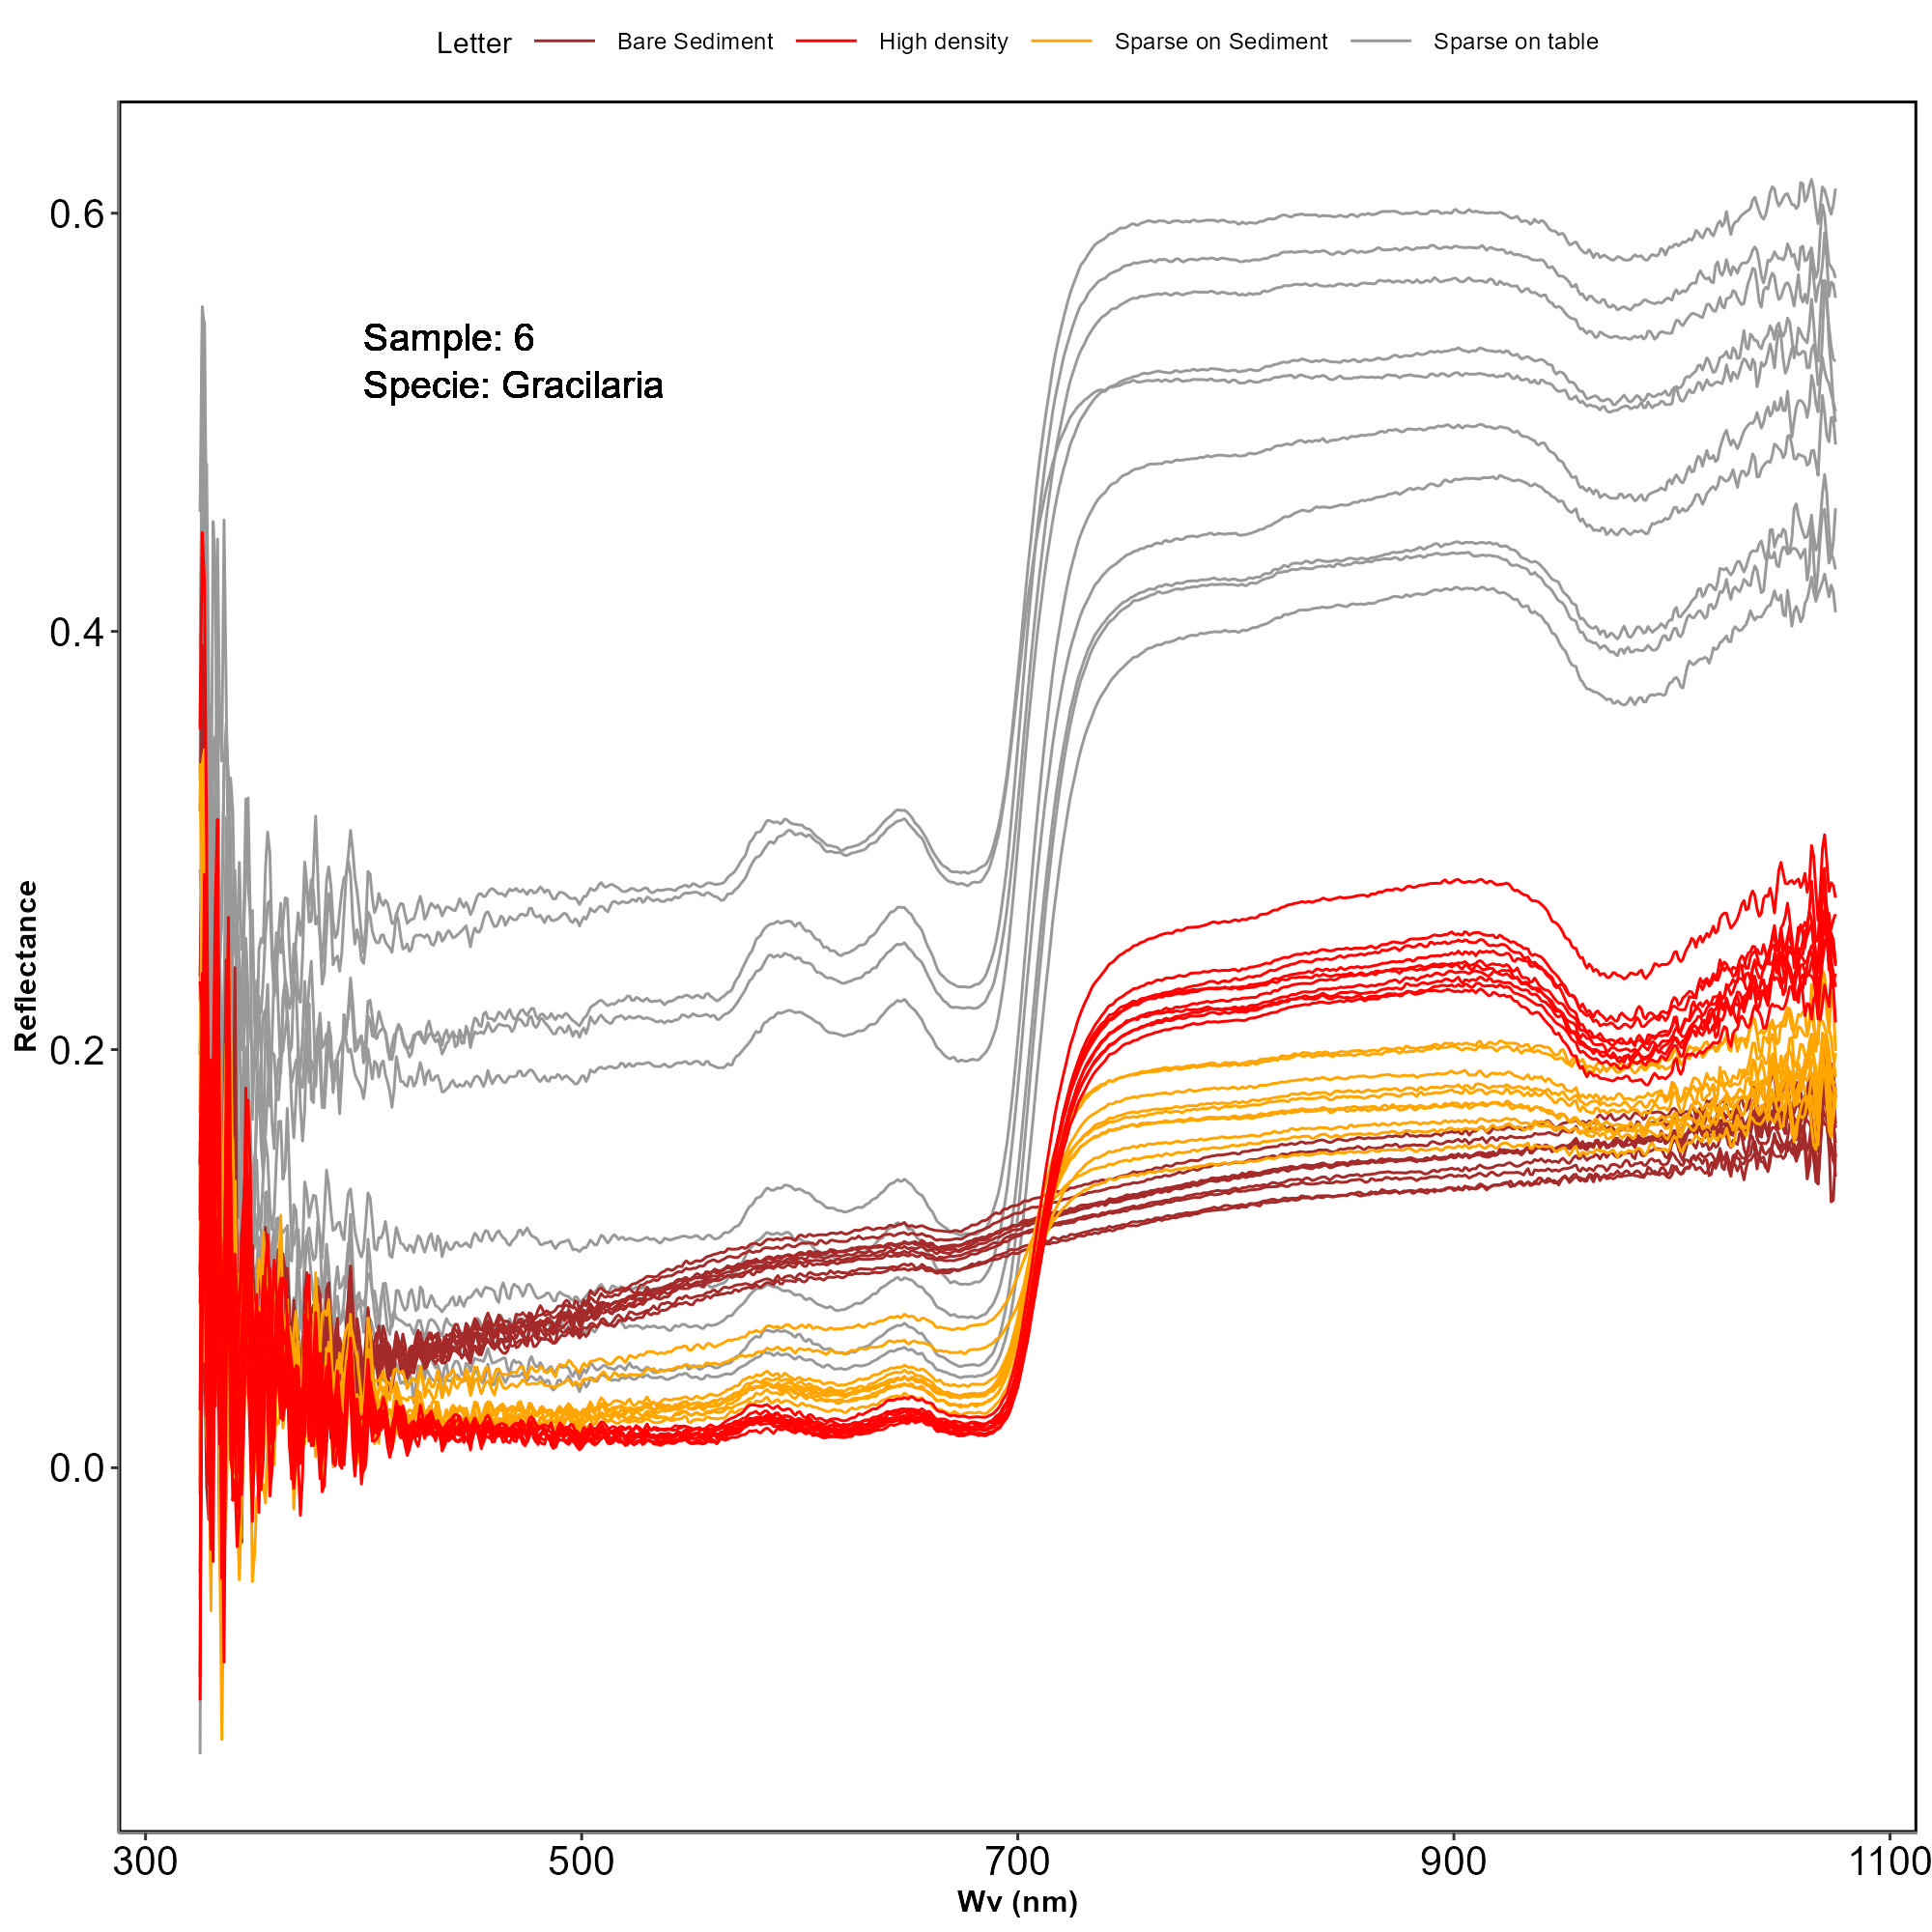 Letter Bare Sediment High density Sparse on Sediment Sparse on table
Sample: 6
Specie: Gracilaria
0.6
0.4
0.2
0.0
Reflectance
300 500 700 900 1100
Wv (nm)